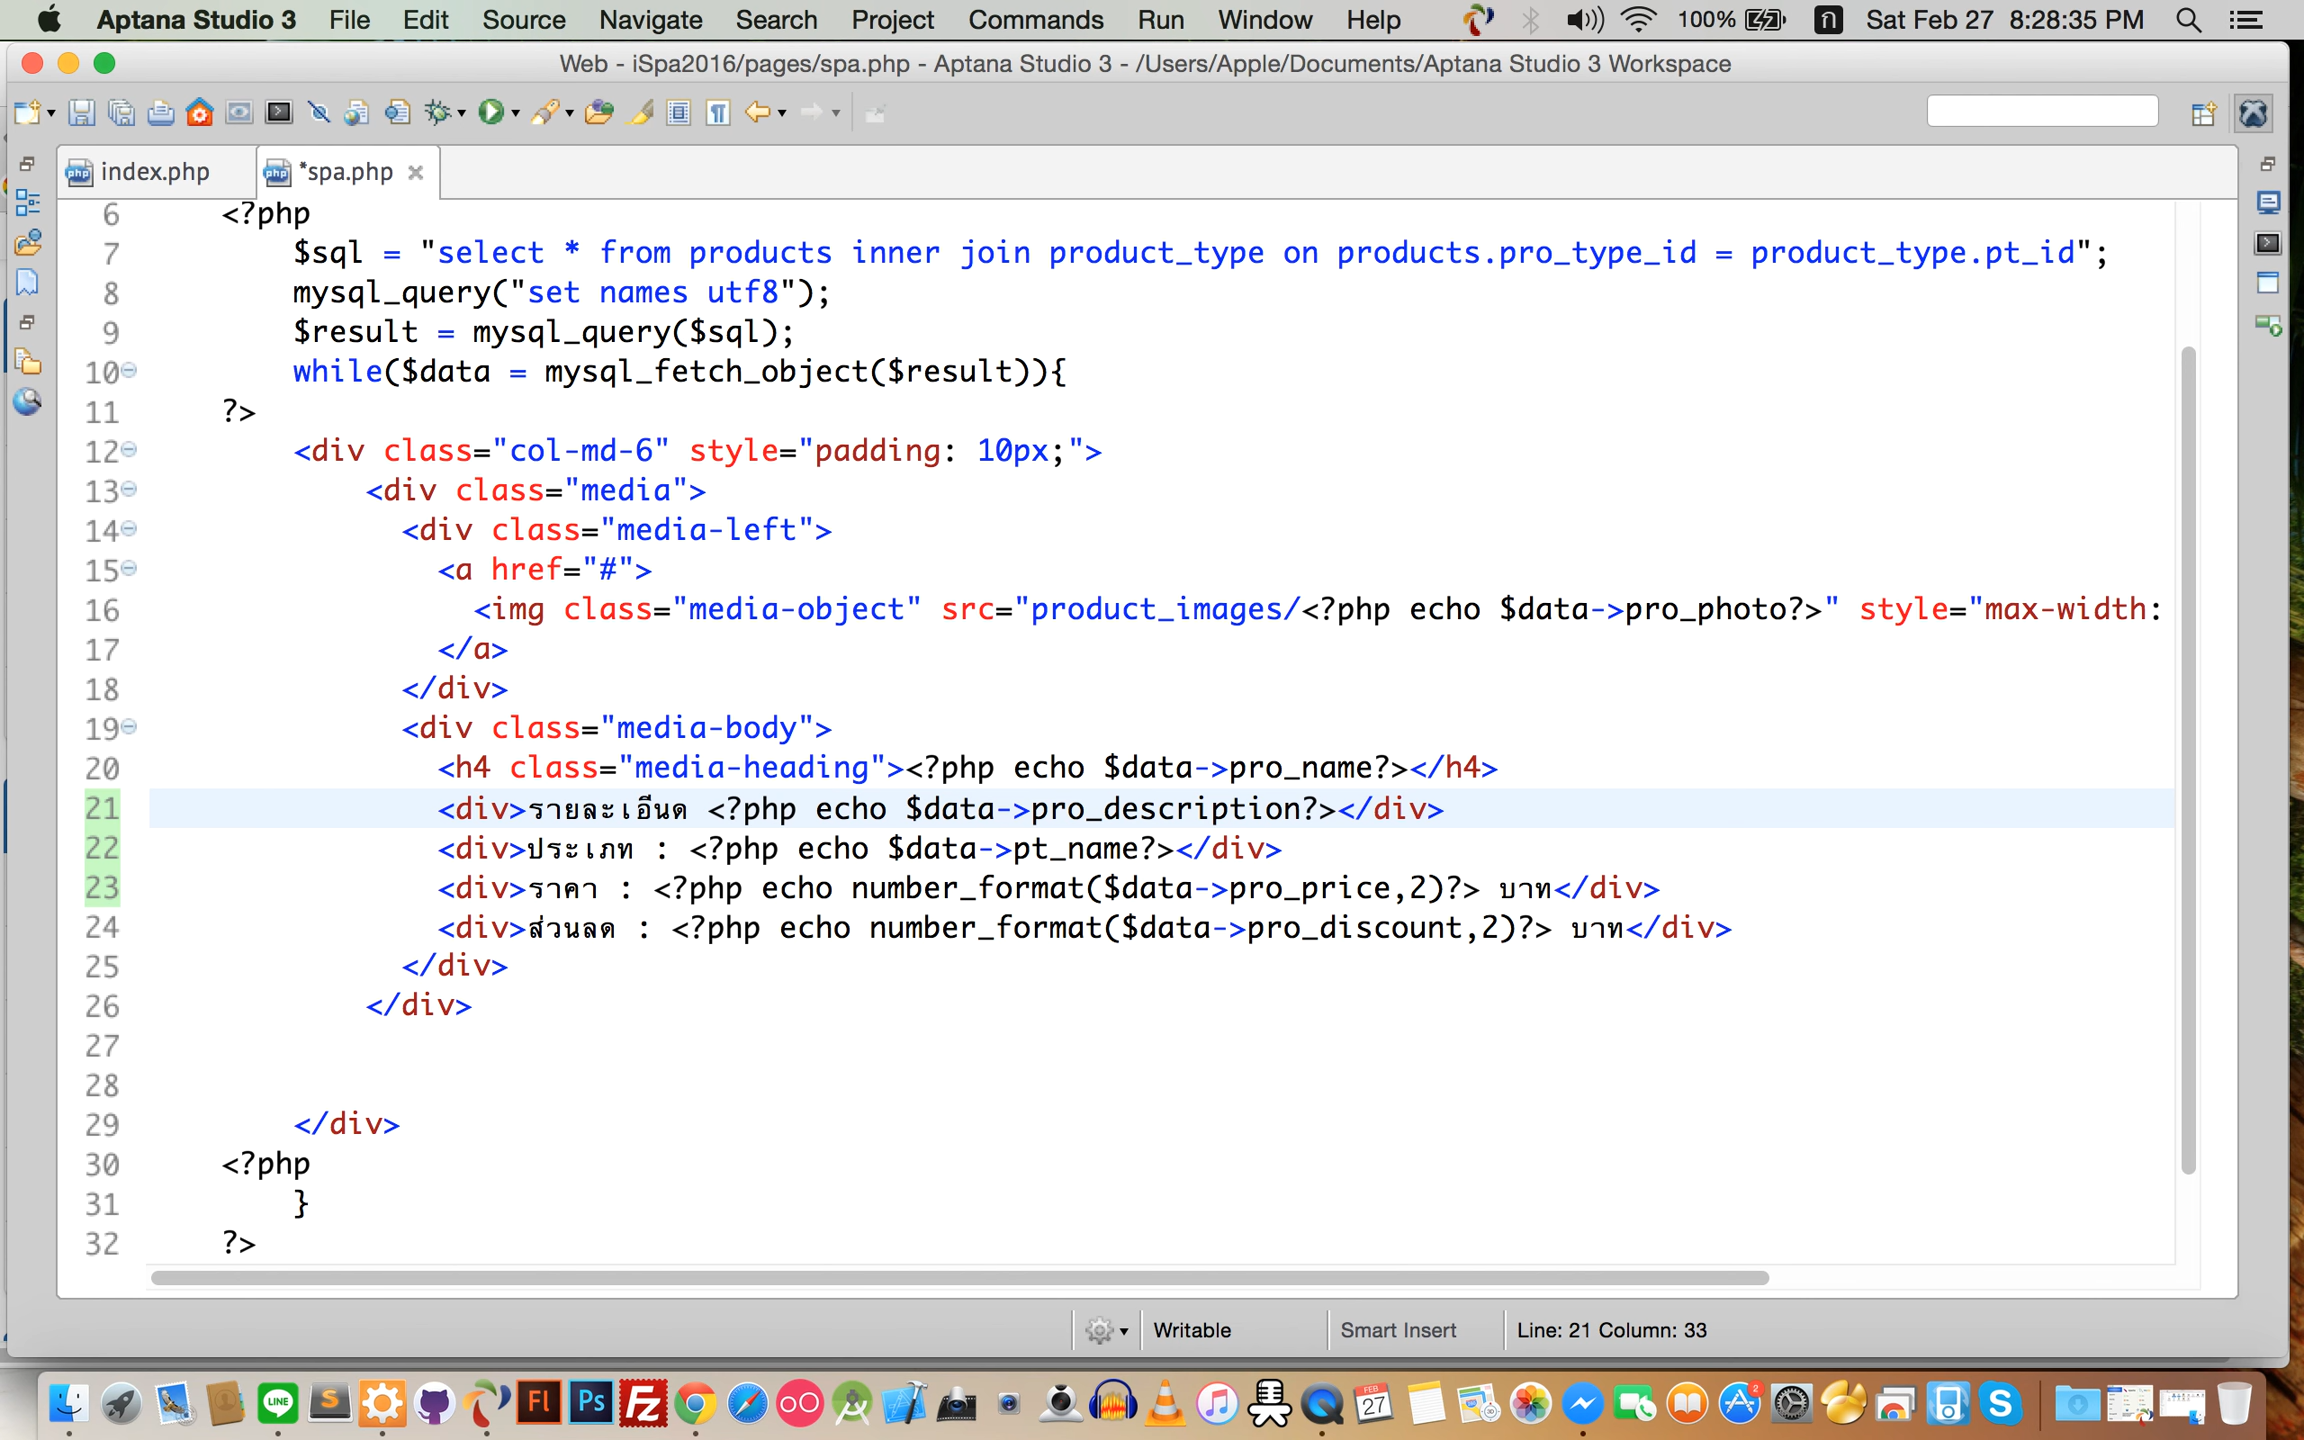 Aptana Studio 3 File Edit Source Navigate Search Project Commands Run Window Help 100% ก Sat Feb 27 8:28:35 PM
Web - iSpa2016/pages/spa.php - Aptana Studio 3 - /Users/Apple/Documents/Aptana Studio 3 Workspace
index.php *spa.php
6 <?php
7 $sql = "select * from products inner join product_type on products.pro_type_id = product_type.pt_id";
8 mysql_query("set names utf8");
9 $result = mysql_query($sql);
10 while($data = mysql_fetch_object($result)){
11 ?>
12 <div class="col-md-6" style="padding: 10px;">
13 <div class="media">
14 <div class="media-left">
15 <a href="#">
16 <img class="media-object" src="product_images/<?php echo $data->pro_photo?>" style="max-width:
17 </a>
18 </div>
19 <div class="media-body">
20 <h4 class="media-heading"><?php echo $data->pro_name?></h4>
21 <div>รายละเอีนด <?php echo $data->pro_description?></div>
22 <div>ประเภท : <?php echo $data->pt_name?></div>
23 <div>ราคา : <?php echo number_format($data->pro_price,2)?> บาท</div>
24 <div>ส่วนลด : <?php echo number_format($data->pro_discount,2)?> บาท</div>
25 </div>
26 </div>
27
28
29 </div>
30 <?php
31 }
32 ?>
Writable Smart Insert Line: 21 Column: 33
LINE S Fl Ps Fz FEB 27 2 S